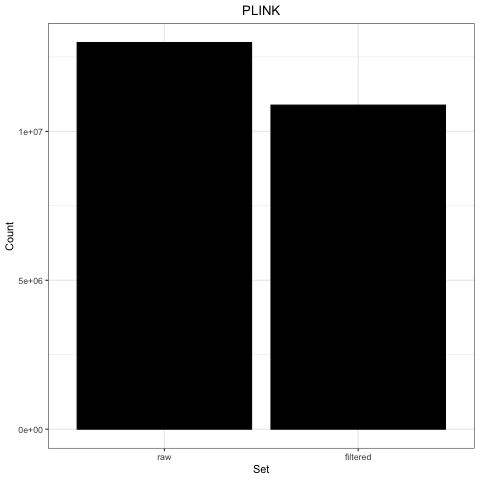 PLINK
Count
1e+07
5e+06
0e+00
raw
filtered
Set